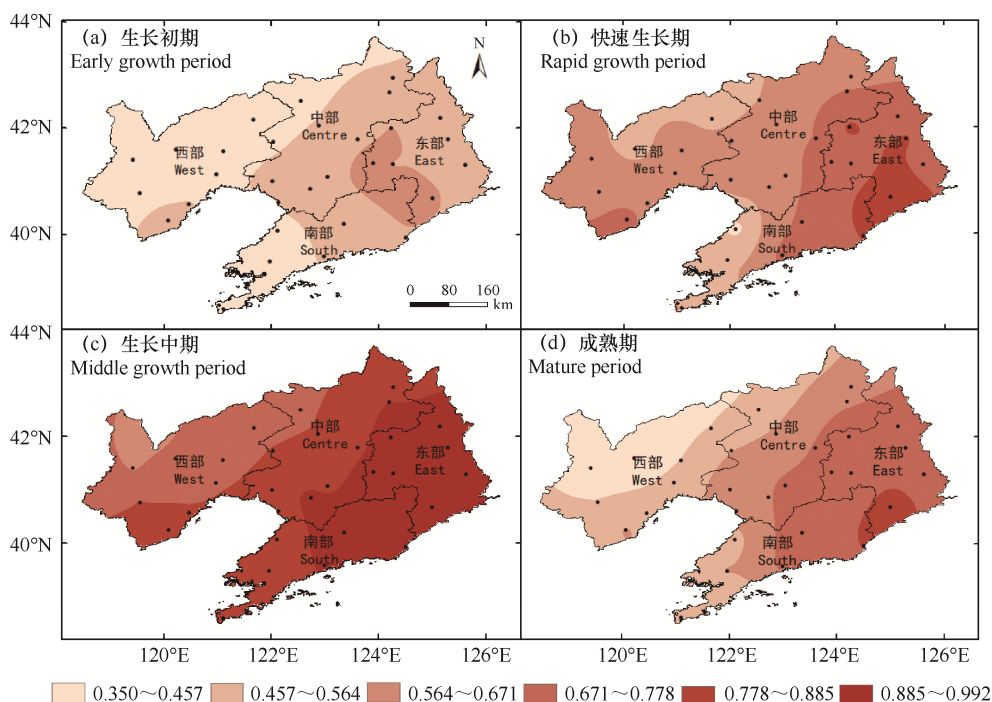 44°N
42°N
40°N
44°N
42°N
40°N
(a) 生长初期
Early growth period
N
中部
Centre
西部
West
东部
East
南部
South
0 80 160
km
(b) 快速生长期
Rapid growth period
中部
Centre
西部
West
东部
East
南部
South
(c) 生长中期
Middle growth period
中部
Centre
西部
West
东部
East
南部
South
(d) 成熟期
Mature period
中部
Centre
西部
West
东部
East
南部
South
120°E 122°E 124°E 126°E 120°E 122°E 124°E 126°E
0.350～0.457 0.457～0.564 0.564～0.671 0.671～0.778 0.778～0.885 0.885～0.992